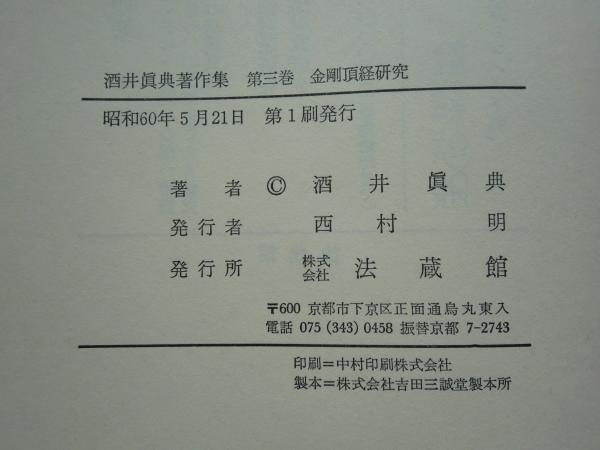 酒井眞典著作集　第三巻　金剛頂経研究
昭和60年5月21日　第1刷発行
著者©　酒井眞典
発行者　西村明
発行所　株式会社　法蔵館
〒600 京都市下京区正面通烏丸東入
電話 075(343)0458 振替京都 7-2743
印刷＝中村印刷株式会社
製本＝株式会社吉田三誠堂製本所